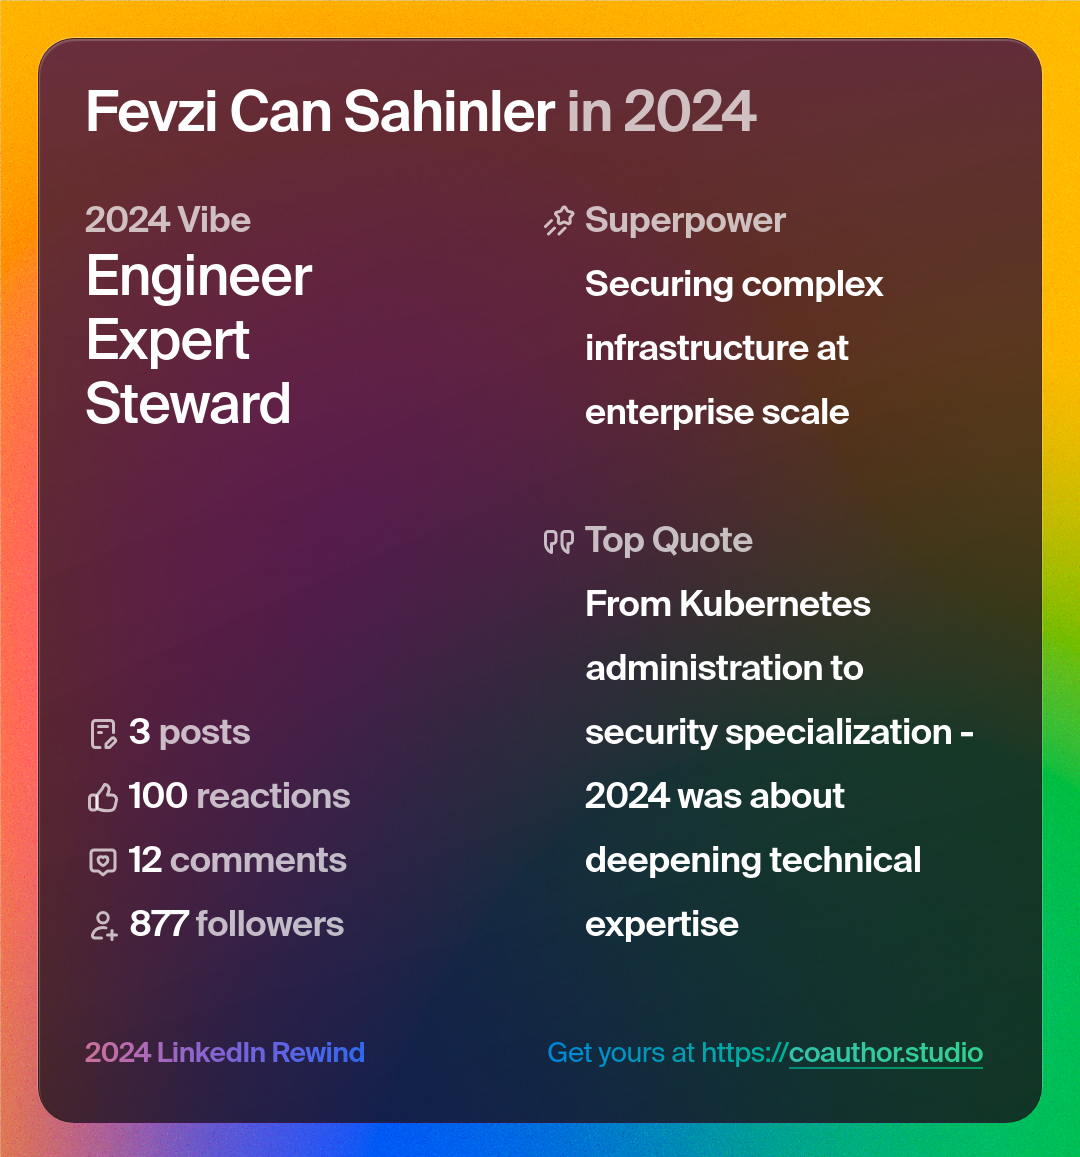 Fevzi Can Sahinler in 2024
2024 Vibe
Engineer
Expert
Steward
3 posts
100 reactions
12 comments
877 followers
Superpower
Securing complex
infrastructure at
enterprise scale
Top Quote
From Kubernetes
administration to
security specialization -
2024 was about
deepening technical
expertise
2024 LinkedIn Rewind
Get yours at https://coauthor.studio